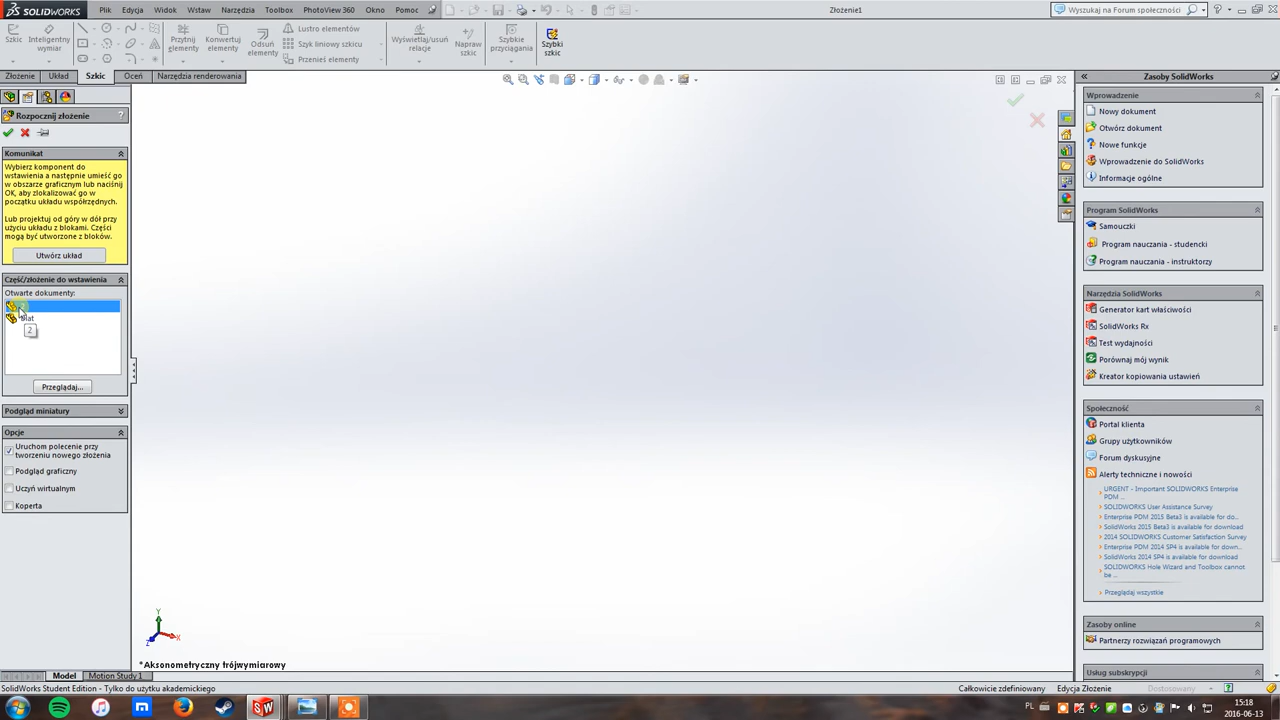 SOLIDWORKS Plik Edycja Widok Wstaw Narzędzia Toolbox PhotoView 360 Okno Pomoc Złożenie1 Wyszukaj na Forum społeczności
Szkic Inteligentny wymiar Przytnij elementy Konwertuj elementy Odsuń elementy Lustro elementów Szyk liniowy szkicu Przenieś elementy Wyświetlaj/usuń relacje Napraw szkic Szybkie przyciągania Szybki szkic
Złożenie Układ Szkic Oceń Narzędzia renderowania
Rozpocznij złożenie ?
Komunikat
Wybierz komponent do
wstawienia a następnie umieść go
w obszarze graficznym lub naciśnij
OK, aby zlokalizować go w
początku układu współrzędnych.
Lub projektuj od góry w dół przy
użyciu układu z blokami. Części
mogą być utworzone z bloków.
Utwórz układ
Część/złożenie do wstawienia
Otwarte dokumenty:
2
Przeglądaj...
Podgląd miniatury
Opcje
Uruchom polecenie przy
tworzeniu nowego złożenia
Podgląd graficzny
Uczyń wirtualnym
Koperta
Y
X
Z
*Aksonometryczny trójwymiarowy
Model Motion Study 1
Zasoby SolidWorks
Wprowadzenie
Nowy dokument
Otwórz dokument
Nowe funkcje
Wprowadzenie do SolidWorks
Informacje ogólne
Program SolidWorks
Samouczki
Program nauczania - studencki
Program nauczania - instruktorzy
Narzędzia SolidWorks
Generator kart właściwości
SolidWorks Rx
Test wydajności
Porównaj mój wynik
Kreator kopiowania ustawień
Społeczność
Portal klienta
Grupy użytkowników
Forum dyskusyjne
Alerty techniczne i nowości
URGENT - Important SOLIDWORKS Enterprise
PDM ...
SOLIDWORKS User Assistance Survey
Enterprise PDM 2015 Beta3 is available for do...
SolidWorks 2015 Beta3 is available for download
2014 SOLIDWORKS Customer Satisfaction Survey
Enterprise PDM 2014 SP4 is available for down...
SolidWorks 2014 SP4 is available for download
SOLIDWORKS Hole Wizard and Toolbox cannot
be ...
Przeglądaj wszystkie
Zasoby online
Partnerzy rozwiązań programowych
Usługi subskrypcji
SolidWorks Student Edition - Tylko do użytku akademickiego Całkowicie zdefiniowany Edycja Złożenie Dostosowany
PL 15:18
2016-06-13